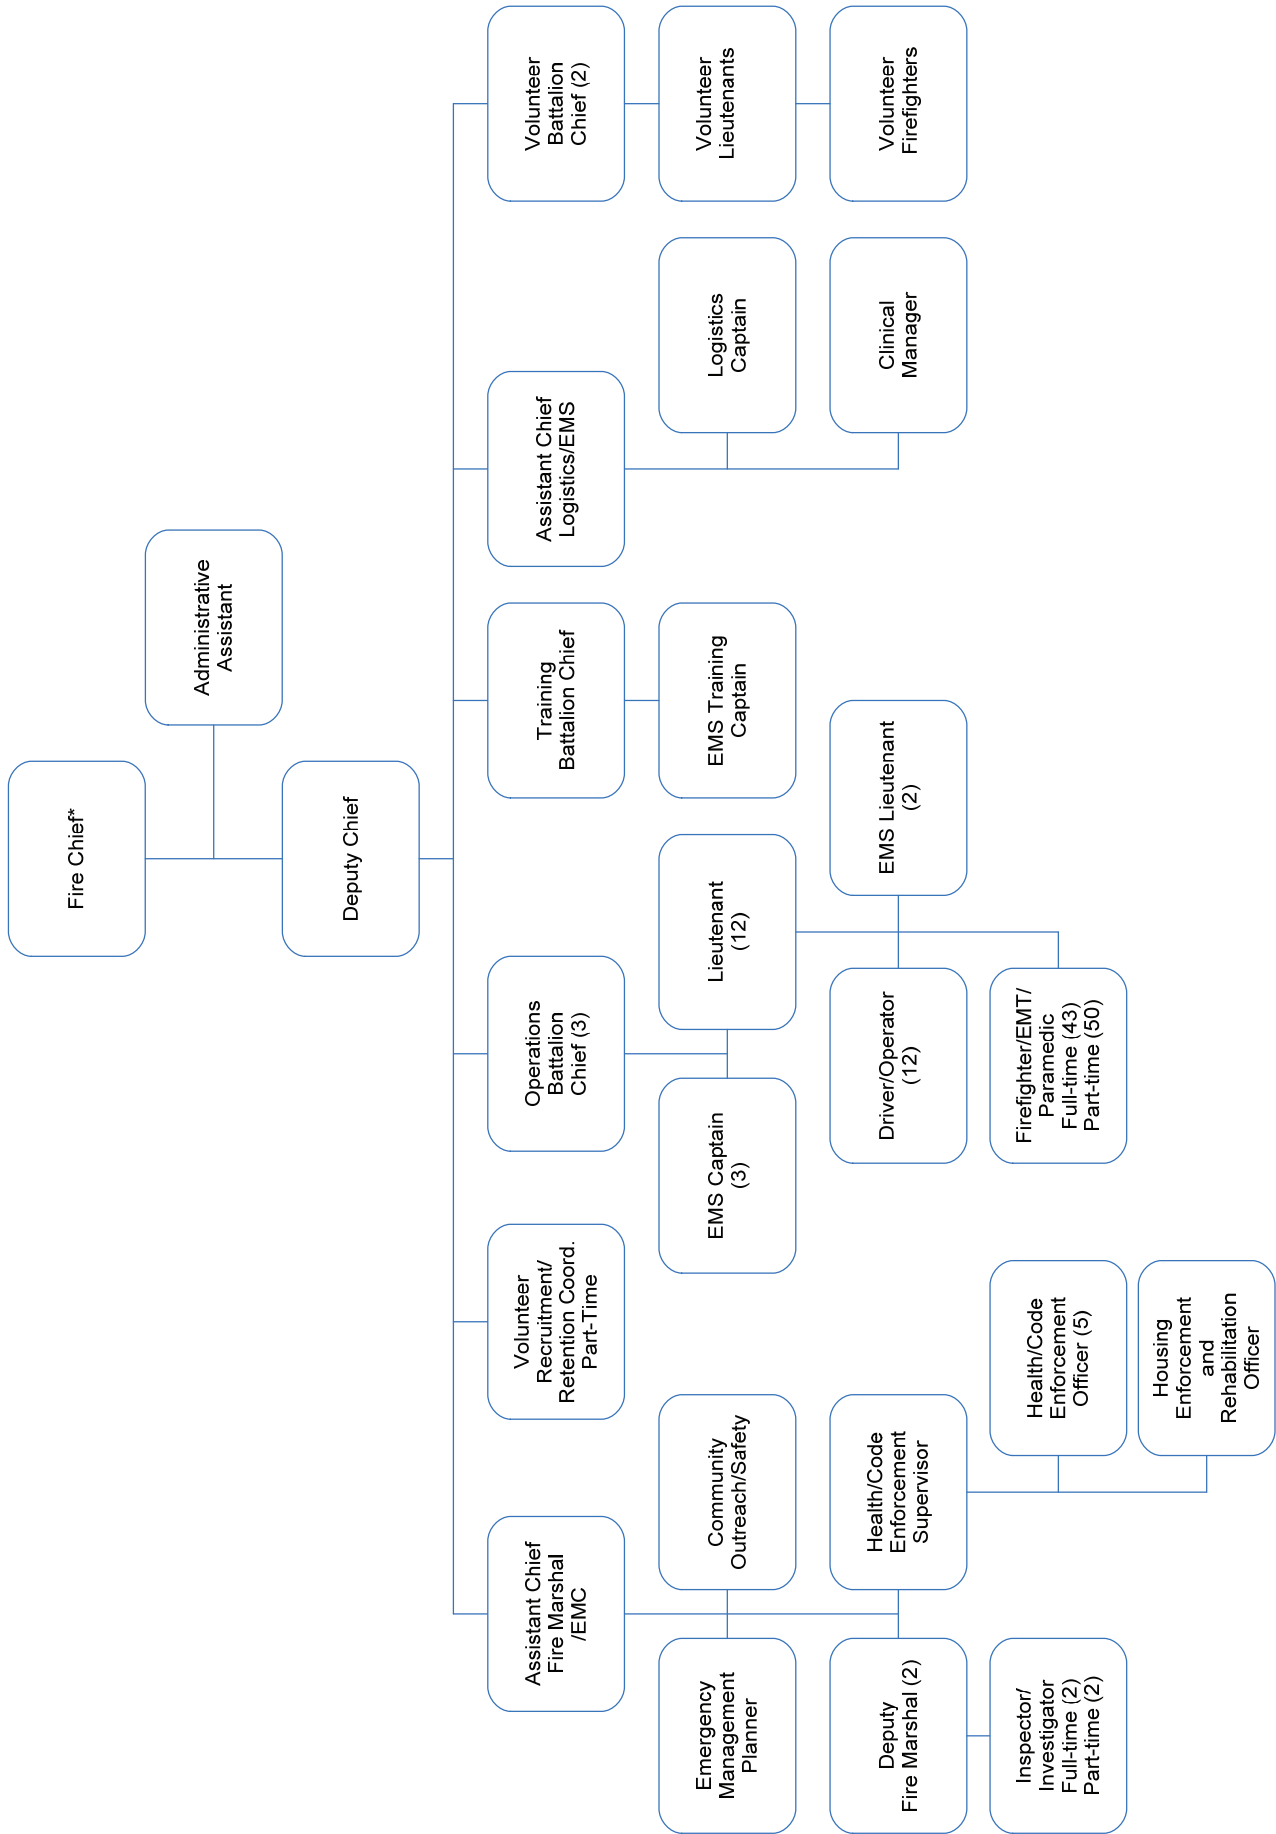 Fire Chief*
Administrative
Assistant
Deputy Chief
Assistant Chief
Fire Marshal
/EMC
Volunteer
Recruitment/
Retention Coord.
Part-Time
Operations
Battalion
Chief (3)
Training
Battalion Chief
Assistant Chief
Logistics/EMS
Volunteer
Battalion
Chief (2)
Emergency
Management
Planner
Community
Outreach/Safety
EMS Captain
(3)
Lieutenant
(12)
EMS Training
Captain
Logistics
Captain
Volunteer
Lieutenants
Deputy
Fire Marshal (2)
Health/Code
Enforcement
Supervisor
Driver/Operator
(12)
EMS Lieutenant
(2)
Clinical
Manager
Volunteer
Firefighters
Inspector/
Investigator
Full-time (2)
Part-time (2)
Health/Code
Enforcement
Officer (5)
Firefighter/EMT/
Paramedic
Full-time (43)
Part-time (50)
Housing
Enforcement
and
Rehabilitation
Officer